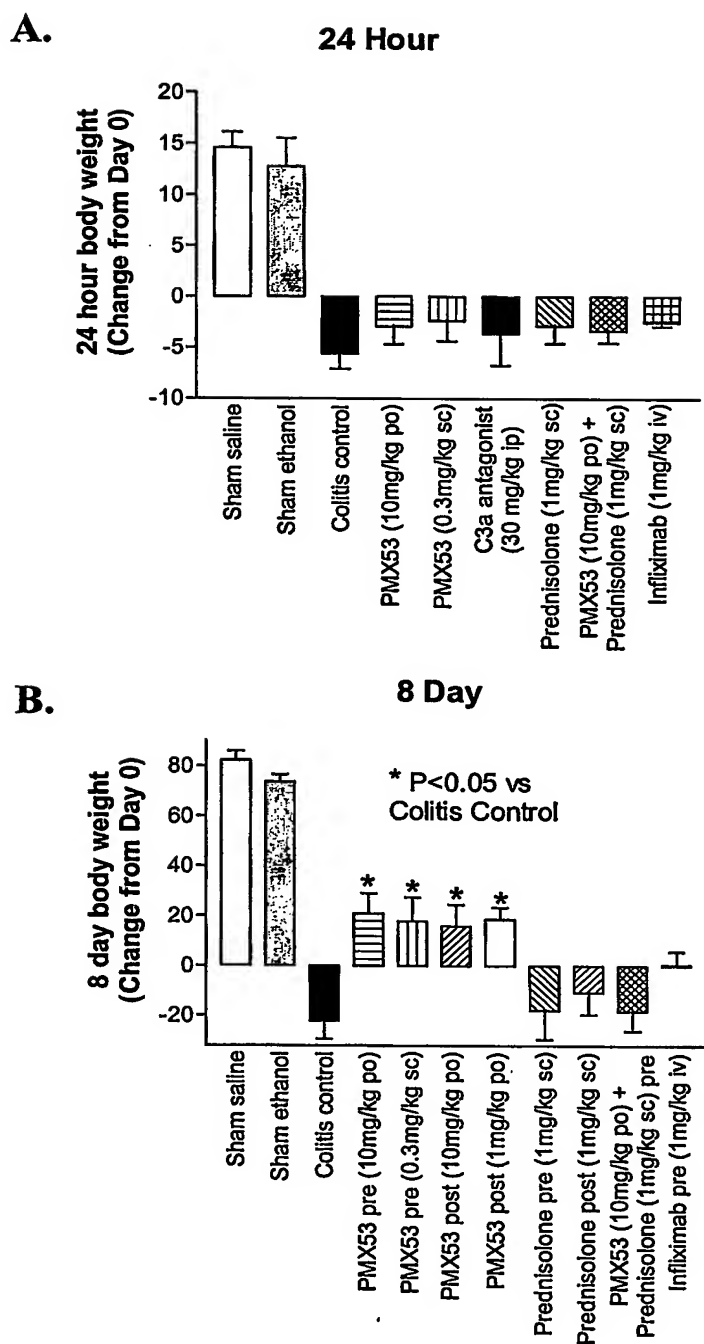 A.
24 Hour
24 hour body weight
(Change from Day 0)
20
15
10
5
0
-5
-10
Sham saline
Sham ethanol
Colitis control
PMX53 (10mg/kg po)
PMX53 (0.3mg/kg sc)
C3a antagonist
(30 mg/kg ip)
Prednisolone (1mg/kg sc)
PMX53 (10mg/kg po) +
Prednisolone (1mg/kg sc)
Infliximab (1mg/kg iv)
B.
8 Day
8 day body weight
(Change from Day 0)
80
60
40
20
0
-20
* P<0.05 vs
Colitis Control
* * * *
Sham saline
Sham ethanol
Colitis control
PMX53 pre (10mg/kg po)
PMX53 pre (0.3mg/kg sc)
PMX53 post (10mg/kg po)
PMX53 post (1mg/kg po)
Prednisolone pre (1mg/kg sc)
Prednisolone post (1mg/kg sc)
PMX53 (10mg/kg po) +
Prednisolone (1mg/kg sc) pre
Infliximab pre (1mg/kg iv)